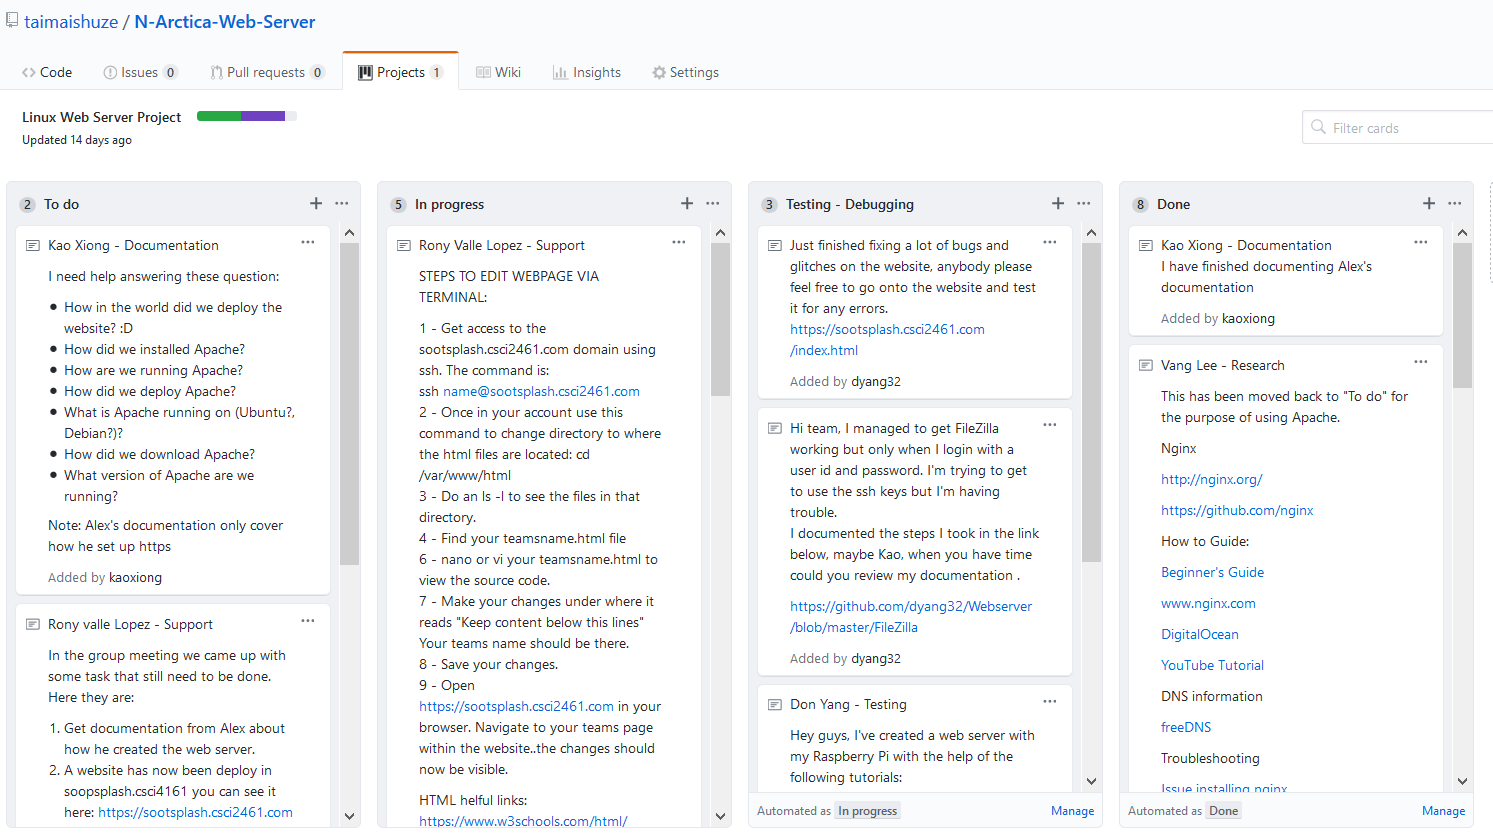 taimaishuze / N-Arctica-Web-Server
Code
Issues 0
Pull requests 0
Projects 1
Wiki
Insights
Settings
Linux Web Server Project
Updated 14 days ago
Filter cards
2 To do
Kao Xiong - Documentation
I need help answering these question:
How in the world did we deploy the
website? :D
How did we installed Apache?
How are we running Apache?
How did we deploy Apache?
What is Apache running on (Ubuntu?,
Debian?)?
How did we download Apache?
What version of Apache are we
running?
Note: Alex's documentation only cover
how he set up https
Added by kaoxiong
Rony valle Lopez - Support
In the group meeting we came up with
some task that still need to be done.
Here they are:
1. Get documentation from Alex about
how he created the web server.
2. A website has now been deploy in
soopsplash.csci4161 you can see it
here: https://sootsplash.csci2461.com
5 In progress
Rony Valle Lopez - Support
STEPS TO EDIT WEBPAGE VIA
TERMINAL:
1 - Get access to the
sootsplash.csci2461.com domain using
ssh. The command is:
ssh name@sootsplash.csci2461.com
2 - Once in your account use this
command to change directory to where
the html files are located: cd
/var/www/html
3 - Do an ls -l to see the files in that
directory.
4 - Find your teamsname.html file
6 - nano or vi your teamsname.html to
view the source code.
7 - Make your changes under where it
reads "Keep content below this lines"
Your teams name should be there.
8 - Save your changes.
9 - Open
https://sootsplash.csci2461.com in your
browser. Navigate to your teams page
within the website..the changes should
now be visible.
HTML helful links:
https://www.w3schools.com/html/
3 Testing - Debugging
Just finished fixing a lot of bugs and
glitches on the website, anybody please
feel free to go onto the website and test
it for any errors.
https://sootsplash.csci2461.com
/index.html
Added by dyang32
Hi team, I managed to get FileZilla
working but only when I login with a
user id and password. I'm trying to get
to use the ssh keys but I'm having
trouble.
I documented the steps I took in the link
below, maybe Kao, when you have time
could you review my documentation .
https://github.com/dyang32/Webserver
/blob/master/FileZilla
Added by dyang32
Don Yang - Testing
Hey guys, I've created a web server with
my Raspberry Pi with the help of the
following tutorials:
Automated as In progress
Manage
8 Done
Kao Xiong - Documentation
I have finished documenting Alex's
documentation
Added by kaoxiong
Vang Lee - Research
This has been moved back to "To do" for
the purpose of using Apache.
Nginx
http://nginx.org/
https://github.com/nginx
How to Guide:
Beginner's Guide
www.nginx.com
DigitalOcean
YouTube Tutorial
DNS information
freeDNS
Troubleshooting
Issue installing nginx
Automated as Done
Manage